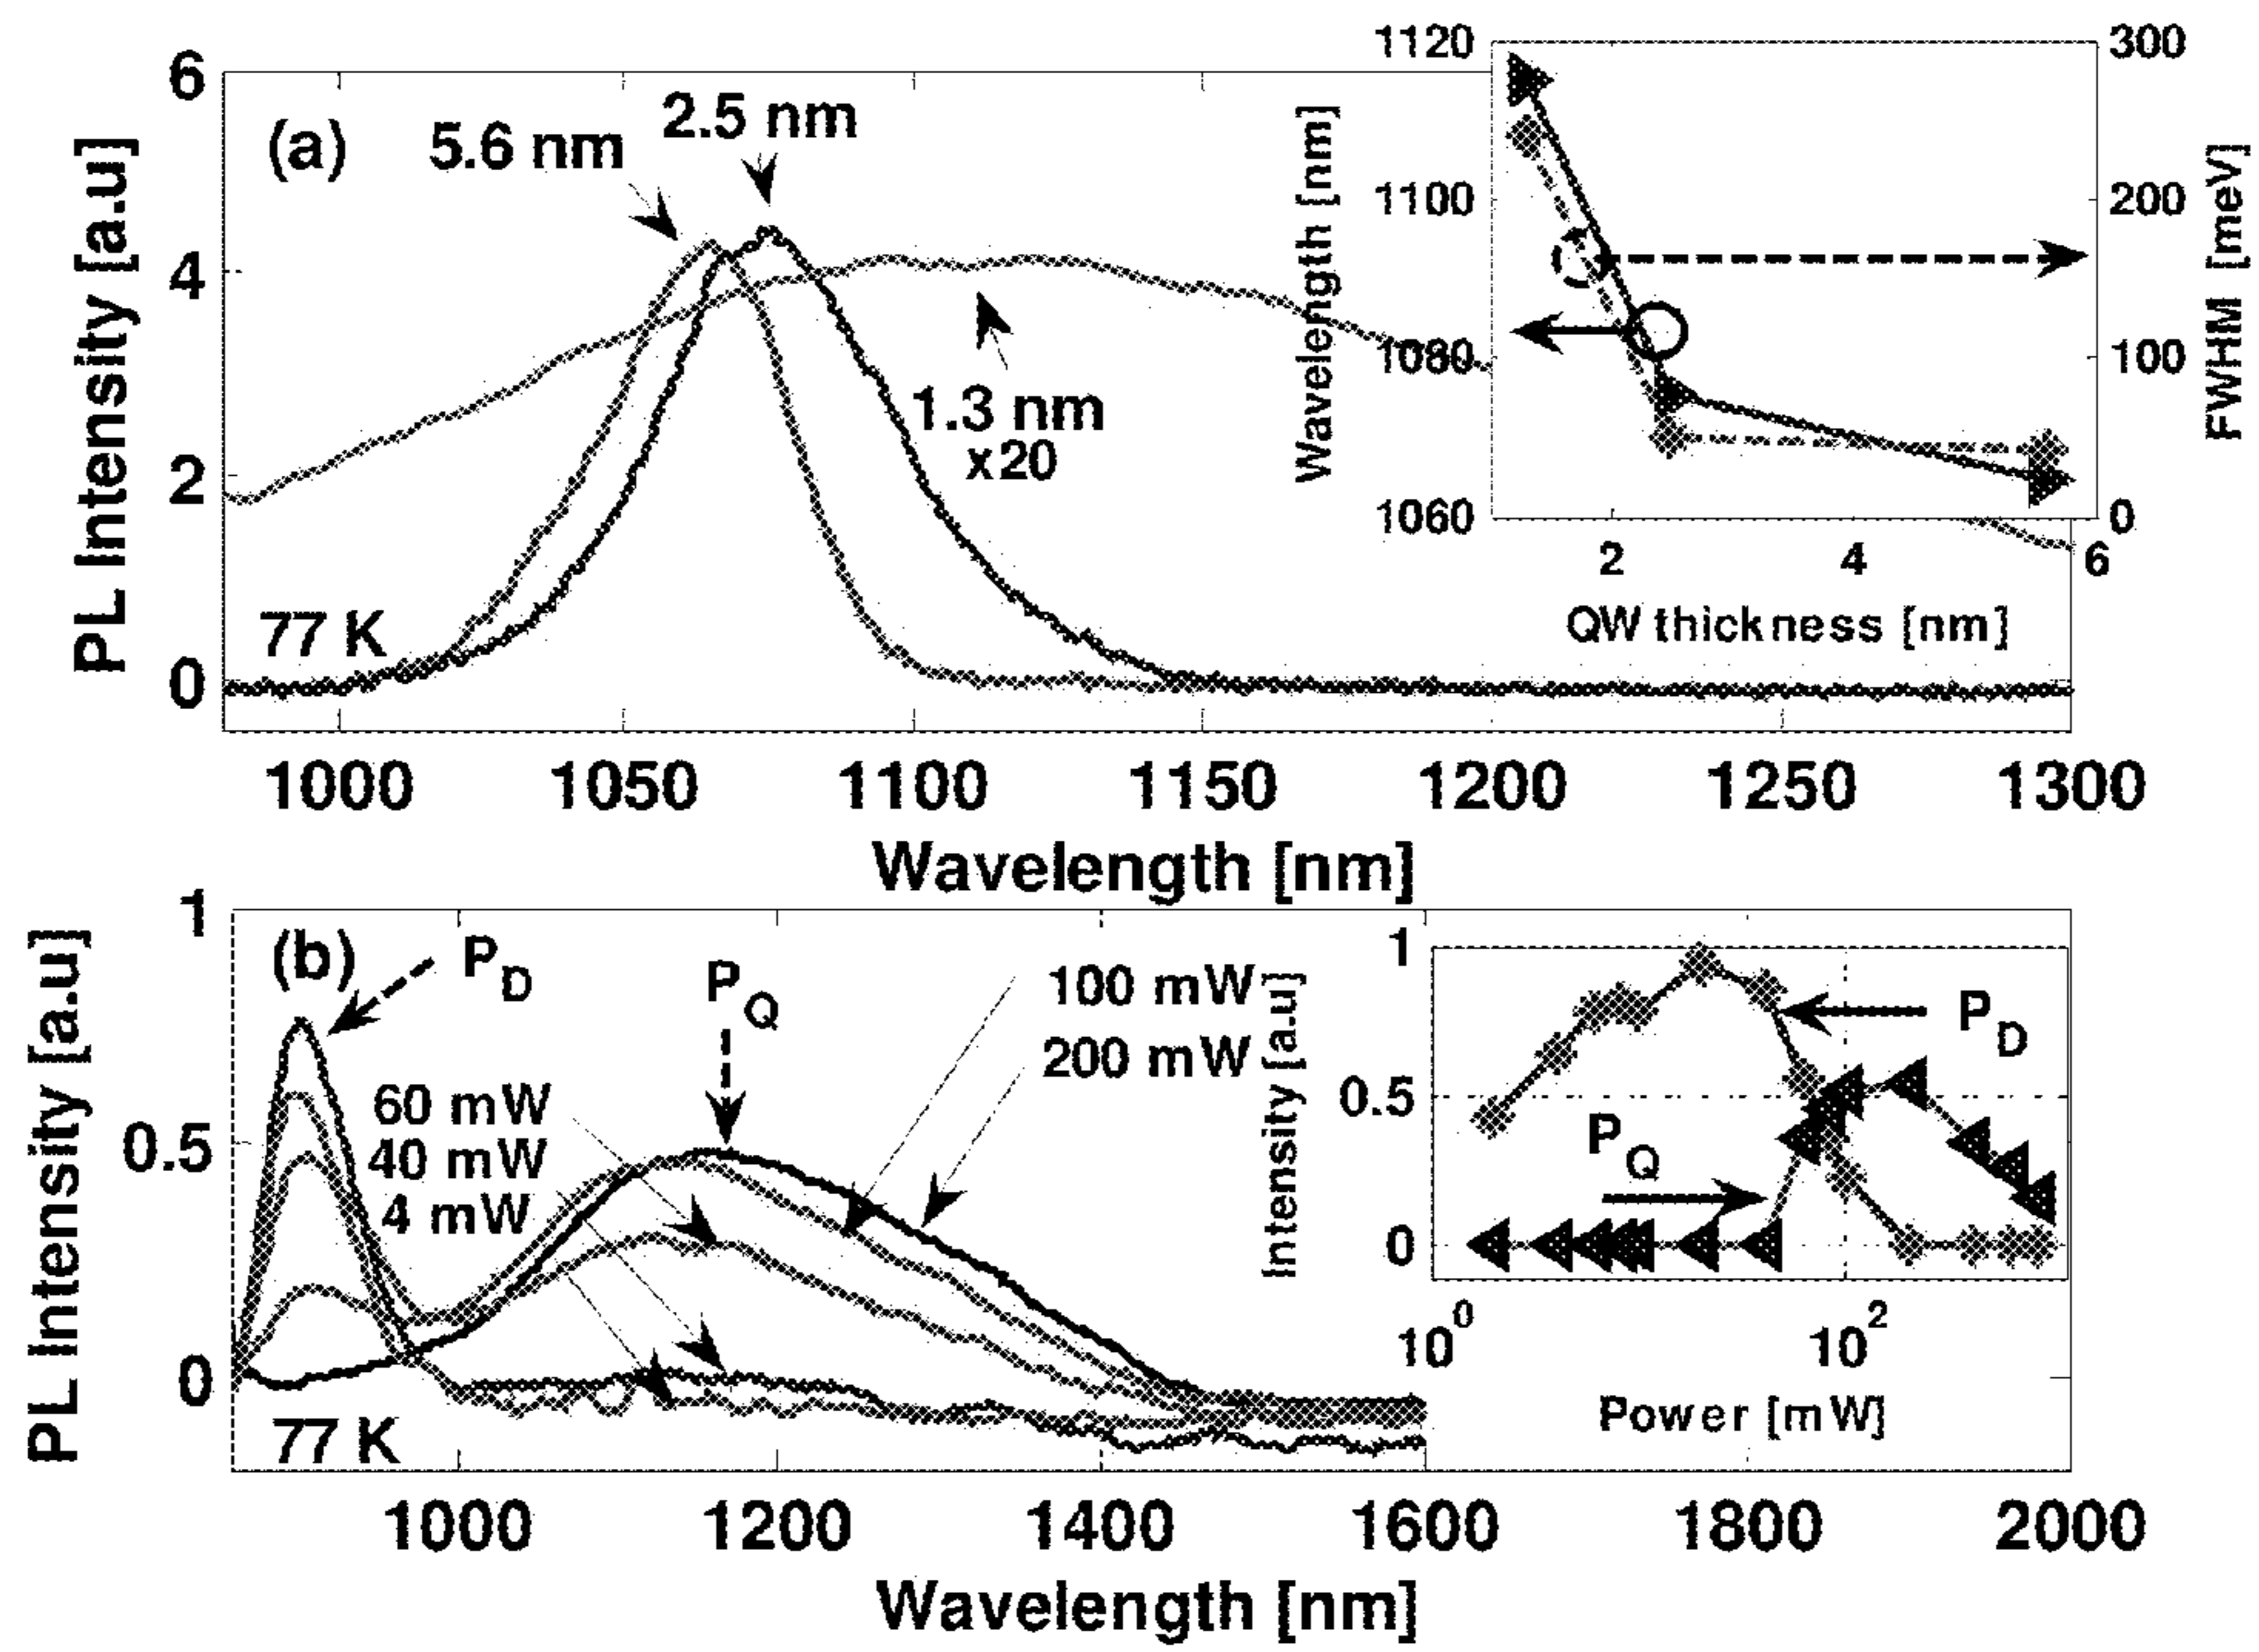 (a)
5.6 nm
2.5 nm
1.3 nm
x20
77 K
PL Intensity [a.u]
6
4
2
0
1000 1050 1100 1150 1200 1250 1300
Wavelength [nm]
Wavelength [nm]
1120
1100
1080
1060
300
200
100
0
FWHM [meV]
2 4 6
QW thickness [nm]
(b)
P_D
P_Q
100 mW
200 mW
60 mW
40 mW
4 mW
77 K
PL Intensity [a.u]
1
0.5
0
1000 1200 1400 1600 1800 2000
Wavelength [nm]
Intensity [a.u]
1
0.5
0
P_D
P_Q
10^0 10^2
Power [mW]